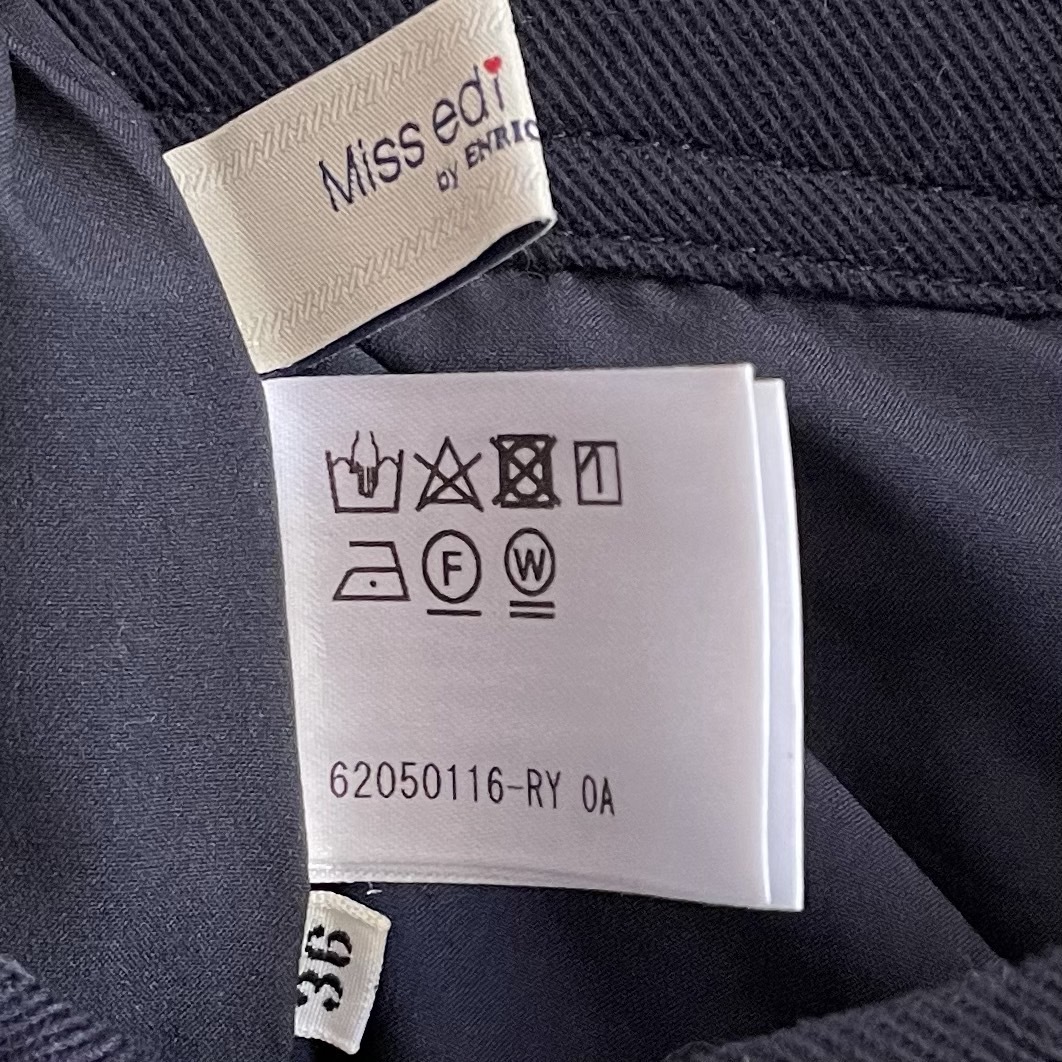 Miss edi
by ENRIC
F W
62050116-RY 0A
36